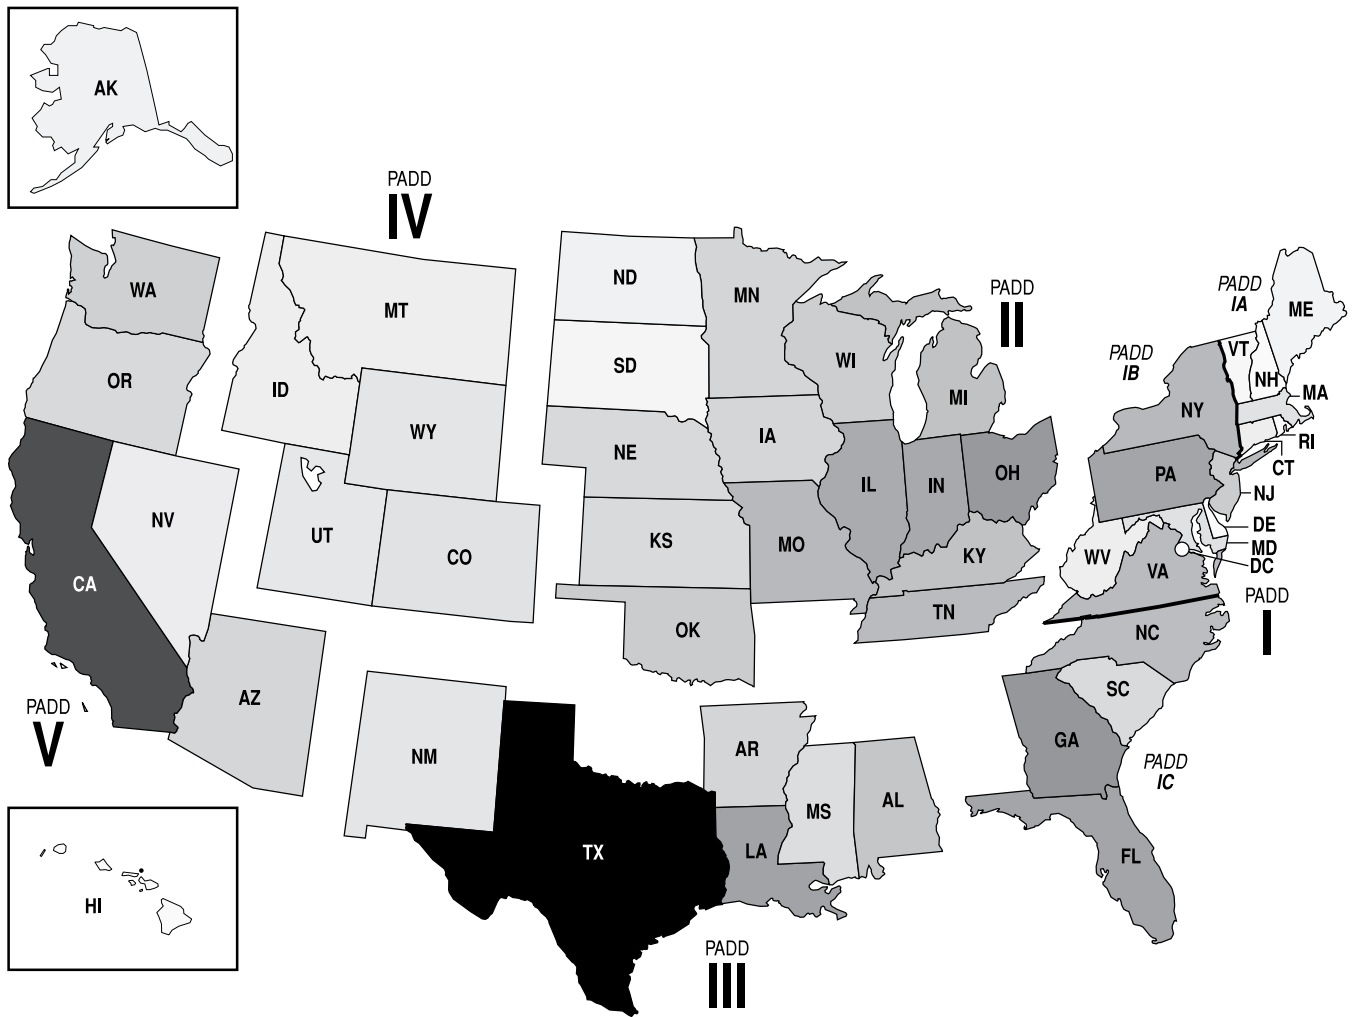 AK
PADD
IV
WA
OR
MT
ID
WY
ND
SD
MN
WI
NE
IA
MI
PADD
II
PADD
IA
ME
VT
NH
MA
PADD
IB
NY
RI
CT
PA
NJ
DE
MD
DC
OH
IL
IN
WV
VA
KY
NV
UT
CO
KS
MO
CA
OK
TN
PADD
I
NC
SC
GA
PADD
IC
FL
AZ
PADD
V
NM
TX
AR
LA
MS
AL
HI
PADD
III